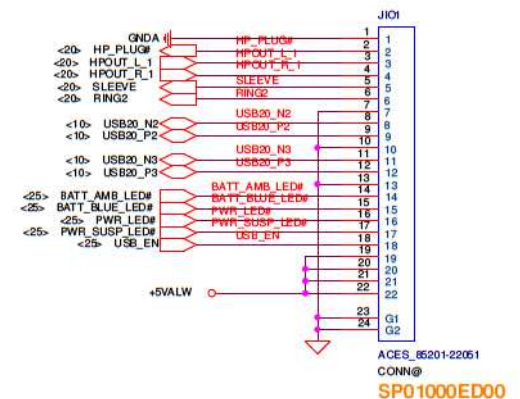 JIO1
GNDA 1 1
<20> HP_PLUG# HP_PLUG# 2 2
<20> HPOUT_L_1 HPOUT_L_1 3 3
<20> HPOUT_R_1 HPOUT_R_1 4 4
<20> SLEEVE SLEEVE 5 5
<20> RING2 RING2 6 6
7 7
<10> USB20_N2 USB20_N2 8 8
<10> USB20_P2 USB20_P2 9 9
10 10
<10> USB20_N3 USB20_N3 11 11
<10> USB20_P3 USB20_P3 12 12
13 13
<25> BATT_AMB_LED# BATT_AMB_LED# 14 14
<25> BATT_BLUE_LED# BATT_BLUE_LED# 15 15
<25> PWR_LED# PWR_LED# 16 16
<25> PWR_SUSP_LED# PWR_SUSP_LED# 17 17
<25> USB_EN USB_EN 18 18
19 19
20 20
21 21
+5VALW 22 22
23 G1
24 G2
ACES_85201-22051
CONN@
SP01000ED00